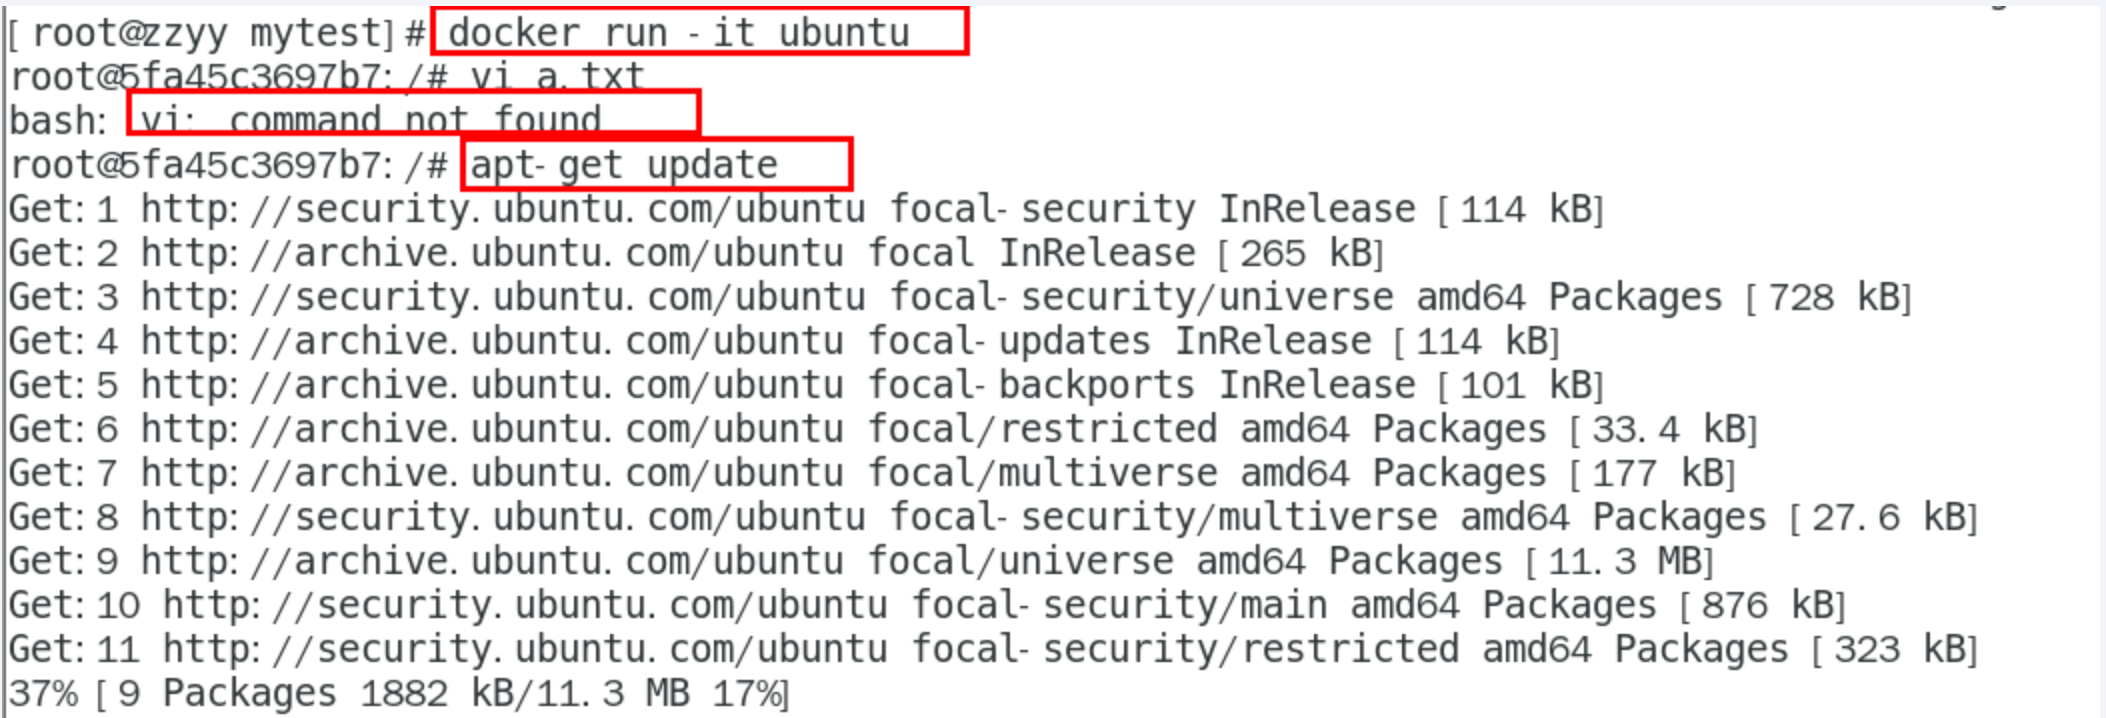 [root@zzyy mytest]# docker run -it ubuntu
root@5fa45c3697b7:/# vi a.txt
bash: vi: command not found
root@5fa45c3697b7:/# apt-get update
Get:1 http://security.ubuntu.com/ubuntu focal-security InRelease [114 kB]
Get:2 http://archive.ubuntu.com/ubuntu focal InRelease [265 kB]
Get:3 http://security.ubuntu.com/ubuntu focal-security/universe amd64 Packages [728 kB]
Get:4 http://archive.ubuntu.com/ubuntu focal-updates InRelease [114 kB]
Get:5 http://archive.ubuntu.com/ubuntu focal-backports InRelease [101 kB]
Get:6 http://archive.ubuntu.com/ubuntu focal/restricted amd64 Packages [33.4 kB]
Get:7 http://archive.ubuntu.com/ubuntu focal/multiverse amd64 Packages [177 kB]
Get:8 http://security.ubuntu.com/ubuntu focal-security/multiverse amd64 Packages [27.6 kB]
Get:9 http://archive.ubuntu.com/ubuntu focal/universe amd64 Packages [11.3 MB]
Get:10 http://security.ubuntu.com/ubuntu focal-security/main amd64 Packages [876 kB]
Get:11 http://security.ubuntu.com/ubuntu focal-security/restricted amd64 Packages [323 kB]
37% [9 Packages 1882 kB/11.3 MB 17%]